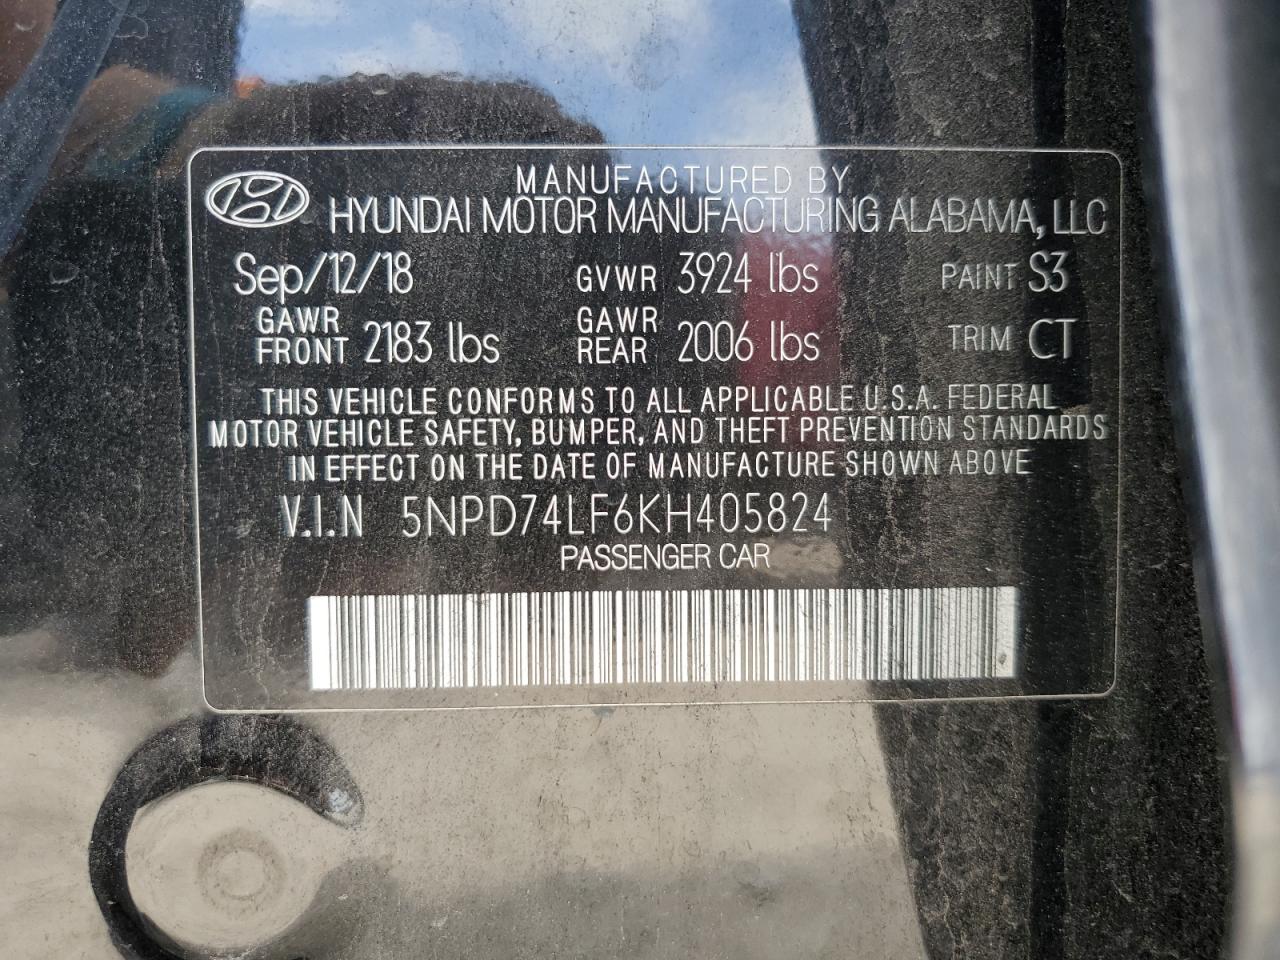 MANUFACTURED BY
HYUNDAI MOTOR MANUFACTURING ALABAMA, LLC
Sep/12/18 GVWR 3924 lbs PAINT S3
GAWR FRONT 2183 lbs GAWR REAR 2006 lbs TRIM CT
THIS VEHICLE CONFORMS TO ALL APPLICABLE U.S.A. FEDERAL
MOTOR VEHICLE SAFETY, BUMPER, AND THEFT PREVENTION STANDARDS
IN EFFECT ON THE DATE OF MANUFACTURE SHOWN ABOVE
V.I.N 5NPD74LF6KH405824
PASSENGER CAR